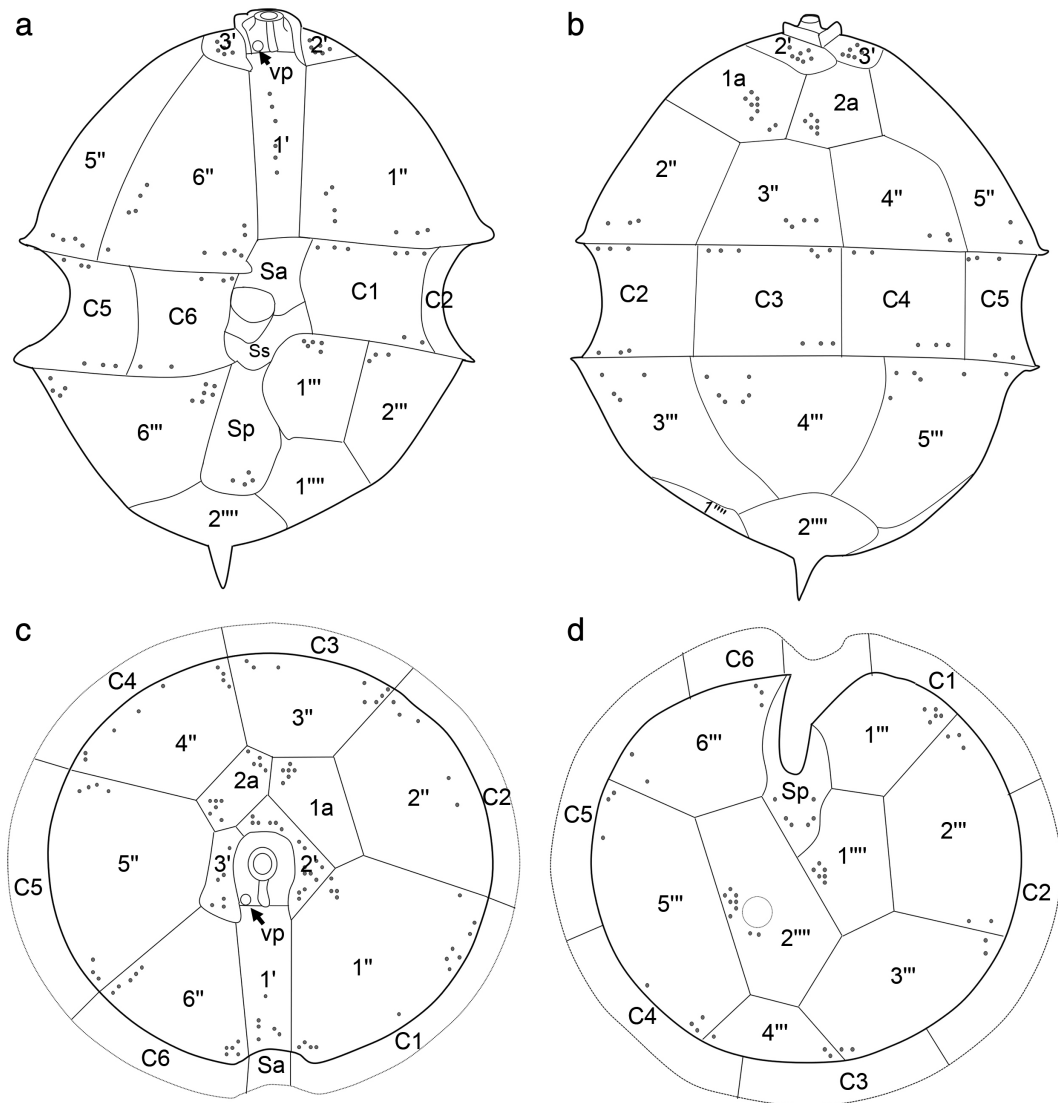 a
3' 2'
vp
1'
5" 6" 1"
Sa
C5 C6 C1 C2
Ss
1'''
6''' Sp 2'''
1''''
2''''
b
2' 3'
1a 2a
2" 3" 4" 5"
C2 C3 C4 C5
3''' 4''' 5'''
1'''' 2''''
c
C3
C4
3"
4"
2a 1a 2"
C2
5" 3' 2'
C5
vp
1"
6" 1'
C1
C6 Sa
d
C6
C1
6''' 1'''
Sp
C5
2'''
1''''
C2
5''' 2''''
3'''
C4
4'''
C3